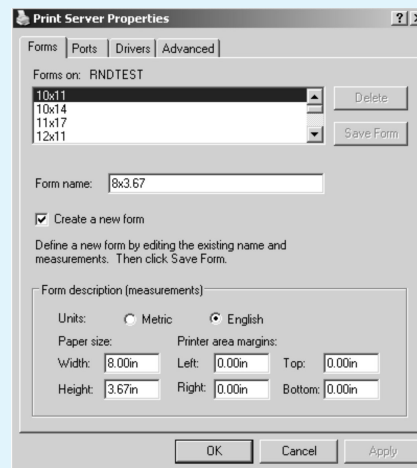 Print Server Properties
Forms Ports Drivers Advanced
Forms on: RNDTEST
10x11
10x14
11x17
12x11
Delete
Save Form
Form name: 8x3.67
Create a new form
Define a new form by editing the existing name and
measurements. Then click Save Form.
Form description (measurements)
Units: Metric English
Paper size: Printer area margins:
Width: 8.00in Left: 0.00in Top: 0.00in
Height: 3.67in Right: 0.00in Bottom: 0.00in
OK Cancel Apply